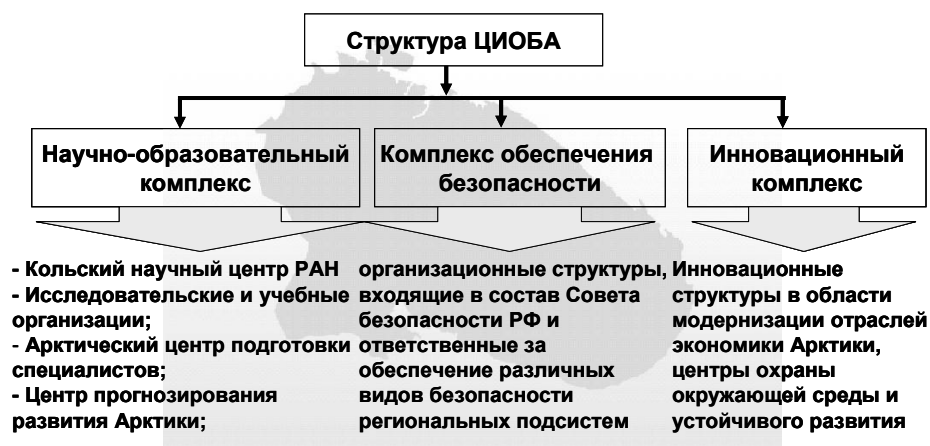 Структура ЦИОБА
Научно-образовательный
комплекс
Комплекс обеспечения
безопасности
Инновационный
комплекс
- Кольский научный центр РАН
- Исследовательские и учебные
организации;
- Арктический центр подготовки
специалистов;
- Центр прогнозирования
развития Арктики;
организационные структуры,
входящие в состав Совета
безопасности РФ и
ответственные за
обеспечение различных
видов безопасности
региональных подсистем
Инновационные
структуры в области
модернизации отраслей
экономики Арктики,
центры охраны
окружающей среды и
устойчивого развития